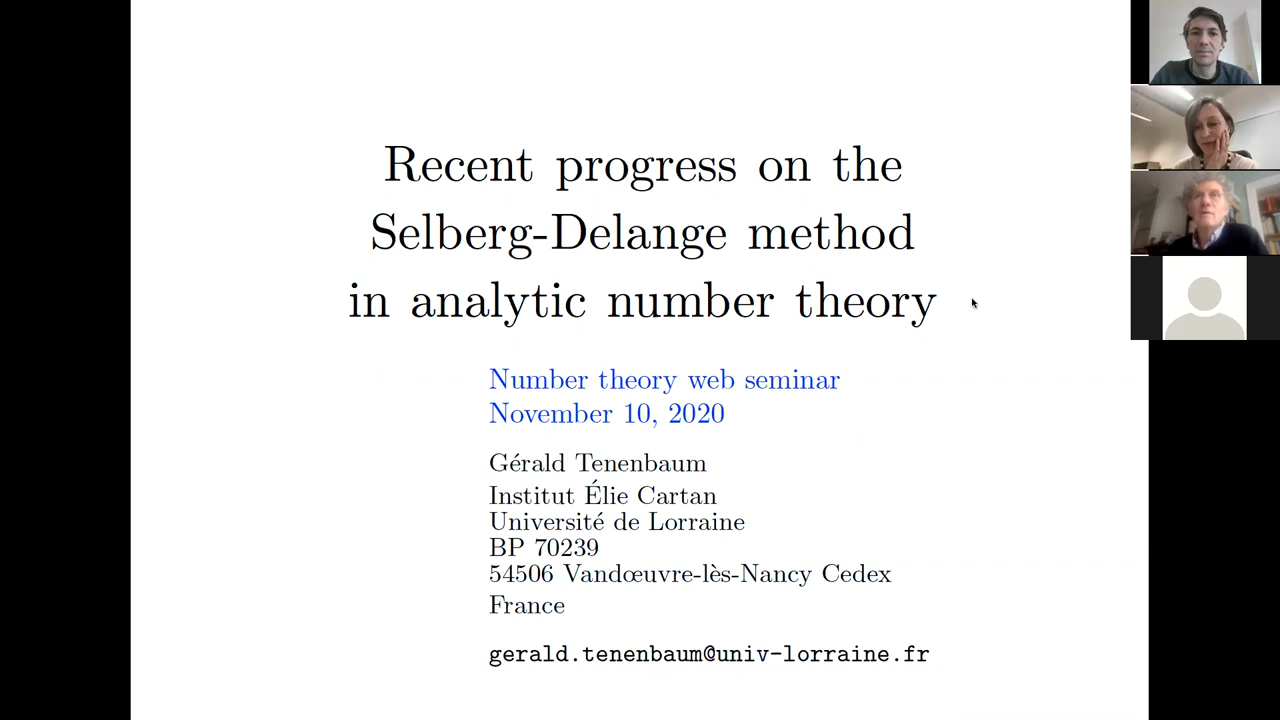 Recent progress on the
Selberg-Delange method
in analytic number theory
Number theory web seminar
November 10, 2020
Gérald Tenenbaum
Institut Élie Cartan
Université de Lorraine
BP 70239
54506 Vandœuvre-lès-Nancy Cedex
France
gerald.tenenbaum@univ-lorraine.fr